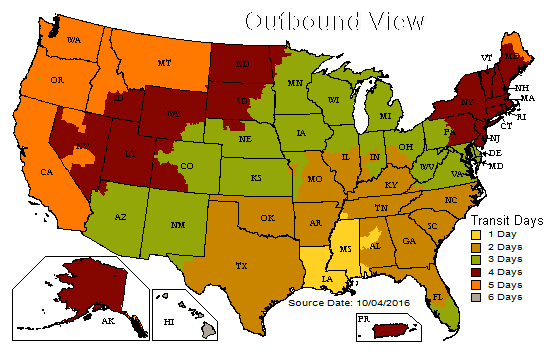 Outbound View
WA
MT
ND
OR
ID
WY
SD
MN
WI
MI
VT
ME
NH
MA
NY
RI
CT
PA
NJ
DE
MD
NV
UT
CO
NE
IA
IL
IN
OH
WV
VA
CA
KS
MO
KY
NC
TN
AZ
NM
OK
AR
SC
MS
AL
GA
TX
LA
FL
Transit Days
1 Day
2 Days
3 Days
4 Days
5 Days
6 Days
Source Date: 10/04/2016
AK
HI
PR